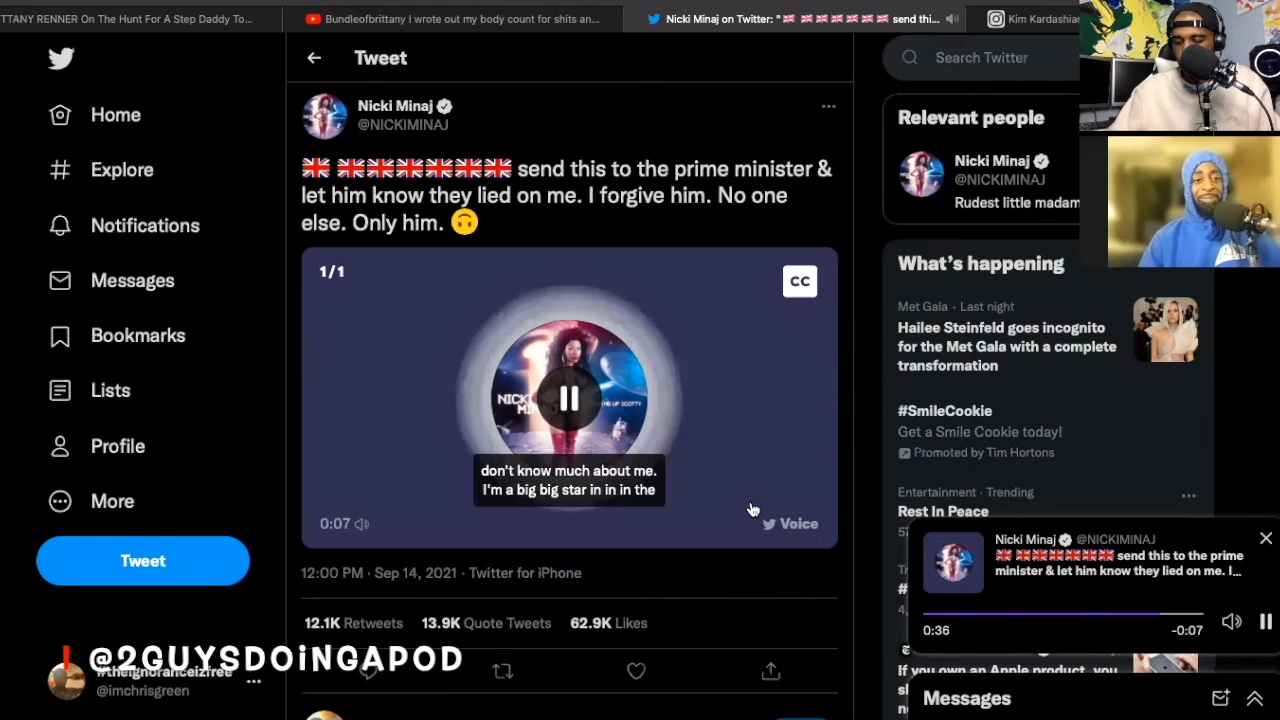 TTANY RENNER On The Hunt For A Step Daddy To...
Bundleofbrittany I wrote out my body count for shits an...
Nicki Minaj on Twitter: "🇬🇧 🇬🇧🇬🇧🇬🇧🇬🇧🇬🇧🇬🇧 send thi...
Kim Kardashian
Home
Explore
Notifications
Messages
Bookmarks
Lists
Profile
More
Tweet
#theignoranceizfree
@imchrisgreen
! @2GUYSDOiNGAPOD
Tweet
Nicki Minaj
@NICKIMINAJ
🇬🇧 🇬🇧🇬🇧🇬🇧🇬🇧🇬🇧🇬🇧 send this to the prime minister &
let him know they lied on me. I forgive him. No one
else. Only him. 🙃
1/1
CC
NICKI
MIN
ME UP SCOTTY
don't know much about me.
I'm a big big star in in in the
0:07
Voice
12:00 PM · Sep 14, 2021 · Twitter for iPhone
12.1K Retweets 13.9K Quote Tweets 62.9K Likes
Search Twitter
Relevant people
Nicki Minaj
@NICKIMINAJ
Rudest little madam
What's happening
Met Gala · Last night
Hailee Steinfeld goes incognito
for the Met Gala with a complete
transformation
#SmileCookie
Get a Smile Cookie today!
Promoted by Tim Hortons
Entertainment · Trending
Rest In Peace
Nicki Minaj @NICKIMINAJ
🇬🇧 🇬🇧🇬🇧🇬🇧🇬🇧🇬🇧🇬🇧 send this to the prime
minister & let him know they lied on me. I...
0:36
-0:07
If you own an Apple product, you
Messages